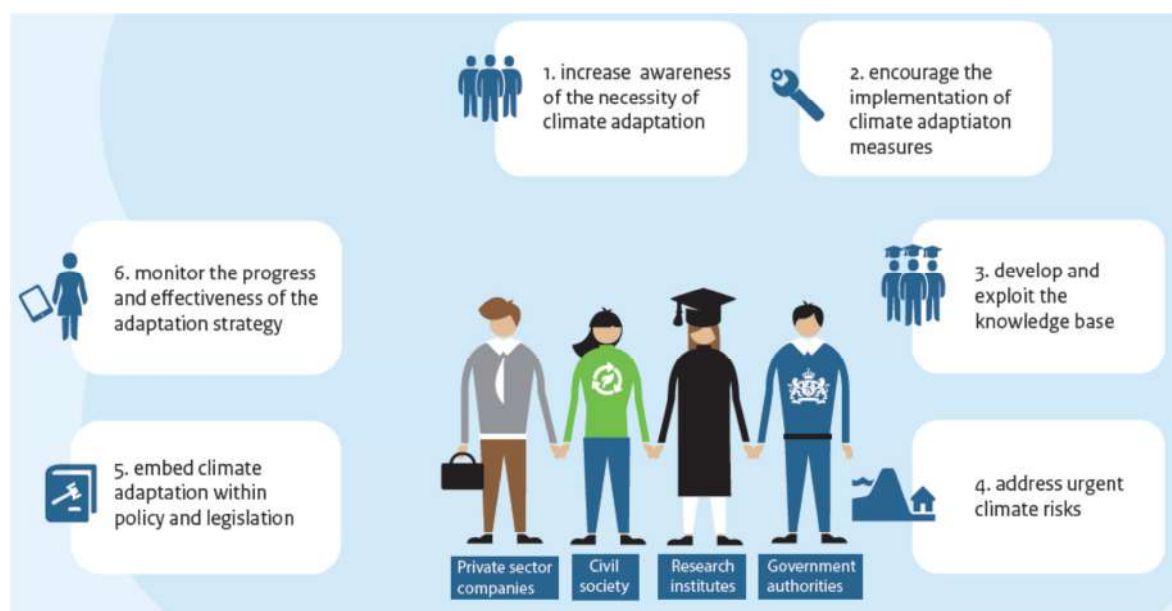 1. increase awareness
of the necessity of
climate adaptation
2. encourage the
implementation of
climate adaptiaton
measures
3. develop and
exploit the
knowledge base
4. address urgent
climate risks
5. embed climate
adaptation within
policy and legislation
6. monitor the progress
and effectiveness of the
adaptation strategy
Private sector
companies
Civil
society
Research
institutes
Government
authorities